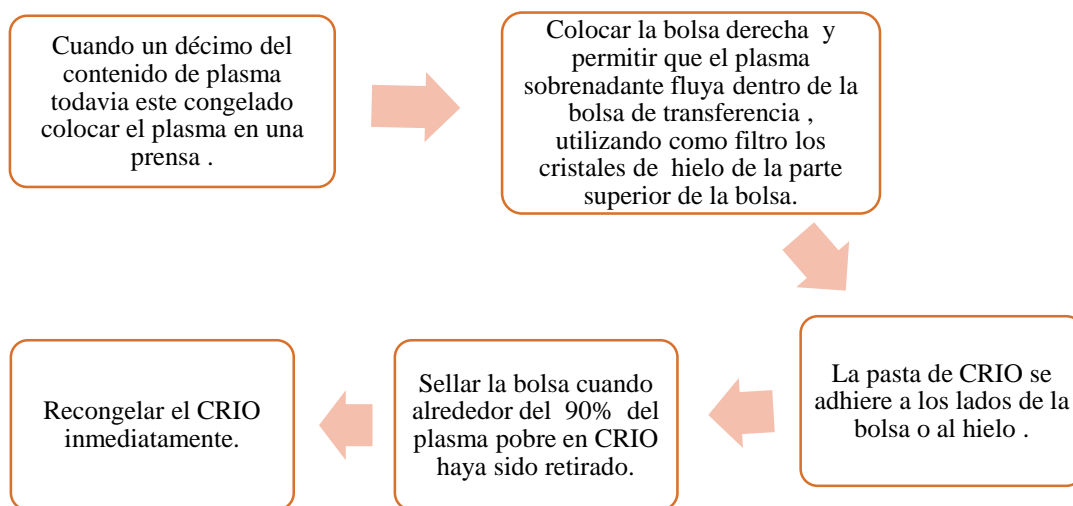 Cuando un décimo del
contenido de plasma
todavia este congelado
colocar el plasma en una
prensa .
Colocar la bolsa derecha y
permitir que el plasma
sobrenadante fluya dentro de la
bolsa de transferencia ,
utilizando como filtro los
cristales de hielo de la parte
superior de la bolsa.
La pasta de CRIO se
adhiere a los lados de la
bolsa o al hielo .
Sellar la bolsa cuando
alrededor del 90% del
plasma pobre en CRIO
haya sido retirado.
Recongelar el CRIO
inmediatamente.